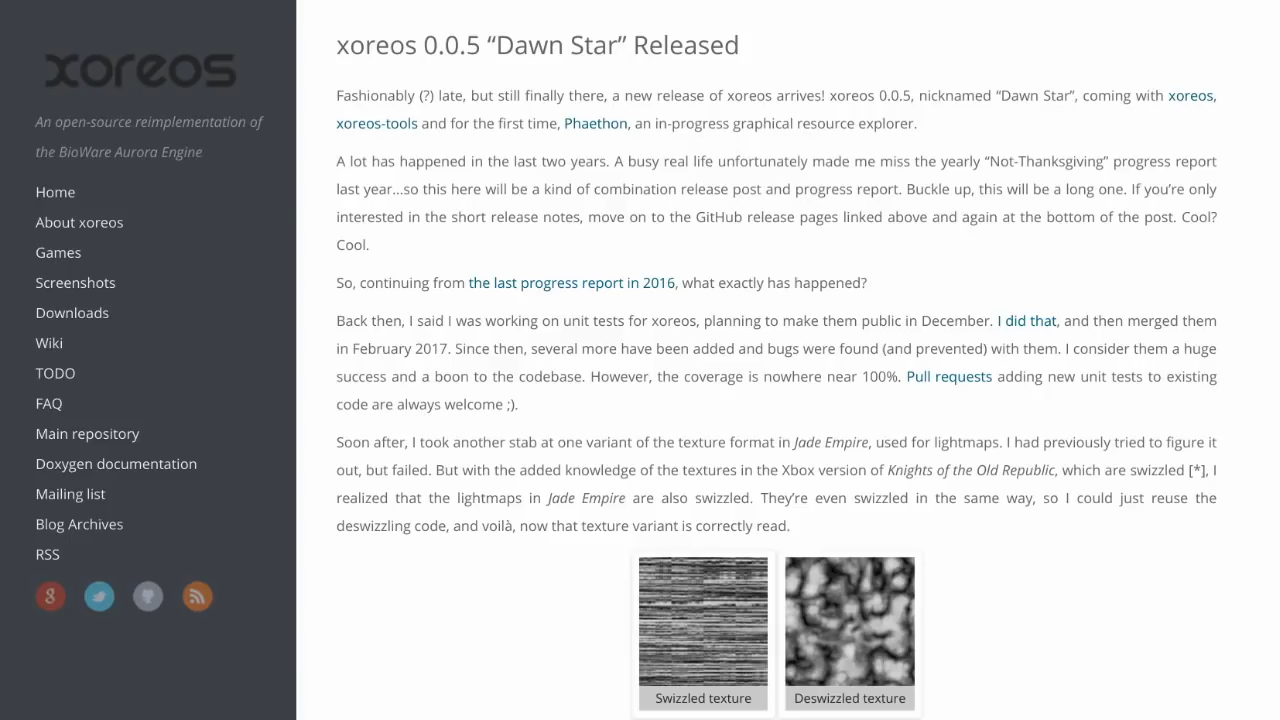 xoreos
An open-source reimplementation of
the BioWare Aurora Engine
Home
About xoreos
Games
Screenshots
Downloads
Wiki
TODO
FAQ
Main repository
Doxygen documentation
Mailing list
Blog Archives
RSS
xoreos 0.0.5 “Dawn Star” Released
Fashionably (?) late, but still finally there, a new release of xoreos arrives! xoreos 0.0.5, nicknamed “Dawn Star”, coming with xoreos,
xoreos-tools and for the first time, Phaethon, an in-progress graphical resource explorer.
A lot has happened in the last two years. A busy real life unfortunately made me miss the yearly “Not-Thanksgiving” progress report
last year…so this here will be a kind of combination release post and progress report. Buckle up, this will be a long one. If you’re only
interested in the short release notes, move on to the GitHub release pages linked above and again at the bottom of the post. Cool?
Cool.
So, continuing from the last progress report in 2016, what exactly has happened?
Back then, I said I was working on unit tests for xoreos, planning to make them public in December. I did that, and then merged them
in February 2017. Since then, several more have been added and bugs were found (and prevented) with them. I consider them a huge
success and a boon to the codebase. However, the coverage is nowhere near 100%. Pull requests adding new unit tests to existing
code are always welcome ;).
Soon after, I took another stab at one variant of the texture format in Jade Empire, used for lightmaps. I had previously tried to figure it
out, but failed. But with the added knowledge of the textures in the Xbox version of Knights of the Old Republic, which are swizzled [*], I
realized that the lightmaps in Jade Empire are also swizzled. They’re even swizzled in the same way, so I could just reuse the
deswizzling code, and voilà, now that texture variant is correctly read.
Swizzled texture
Deswizzled texture